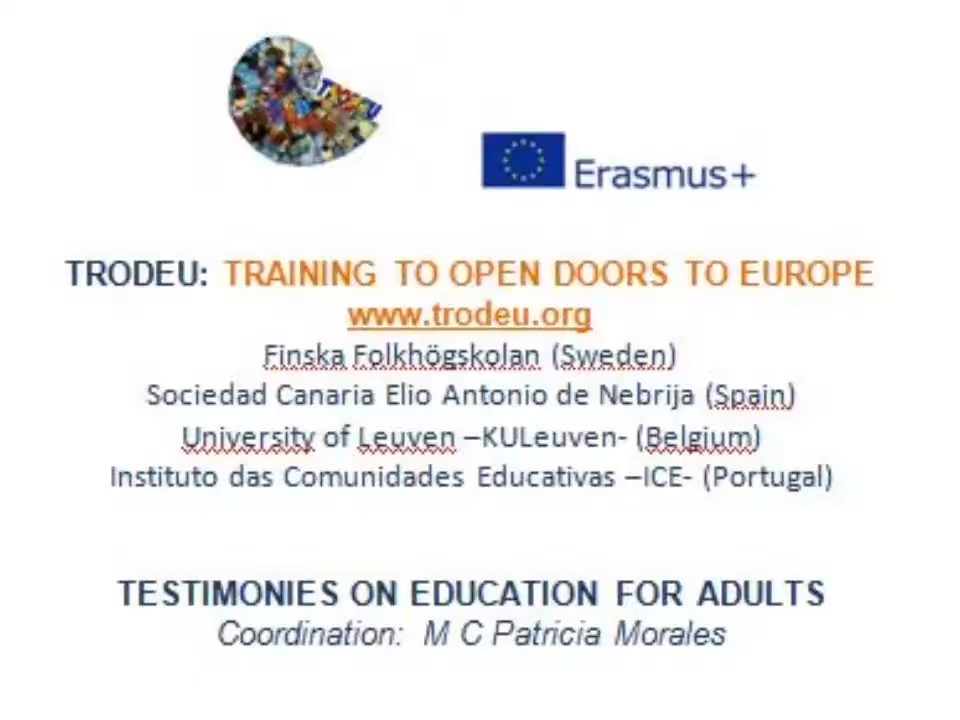 TRODEU
Erasmus+
TRODEU: TRAINING TO OPEN DOORS TO EUROPE
www.trodeu.org
Finska Folkhögskolan (Sweden)
Sociedad Canaria Elio Antonio de Nebrija (Spain)
University of Leuven –KULeuven- (Belgium)
Instituto das Comunidades Educativas –ICE- (Portugal)
TESTIMONIES ON EDUCATION FOR ADULTS
Coordination: M C Patricia Morales